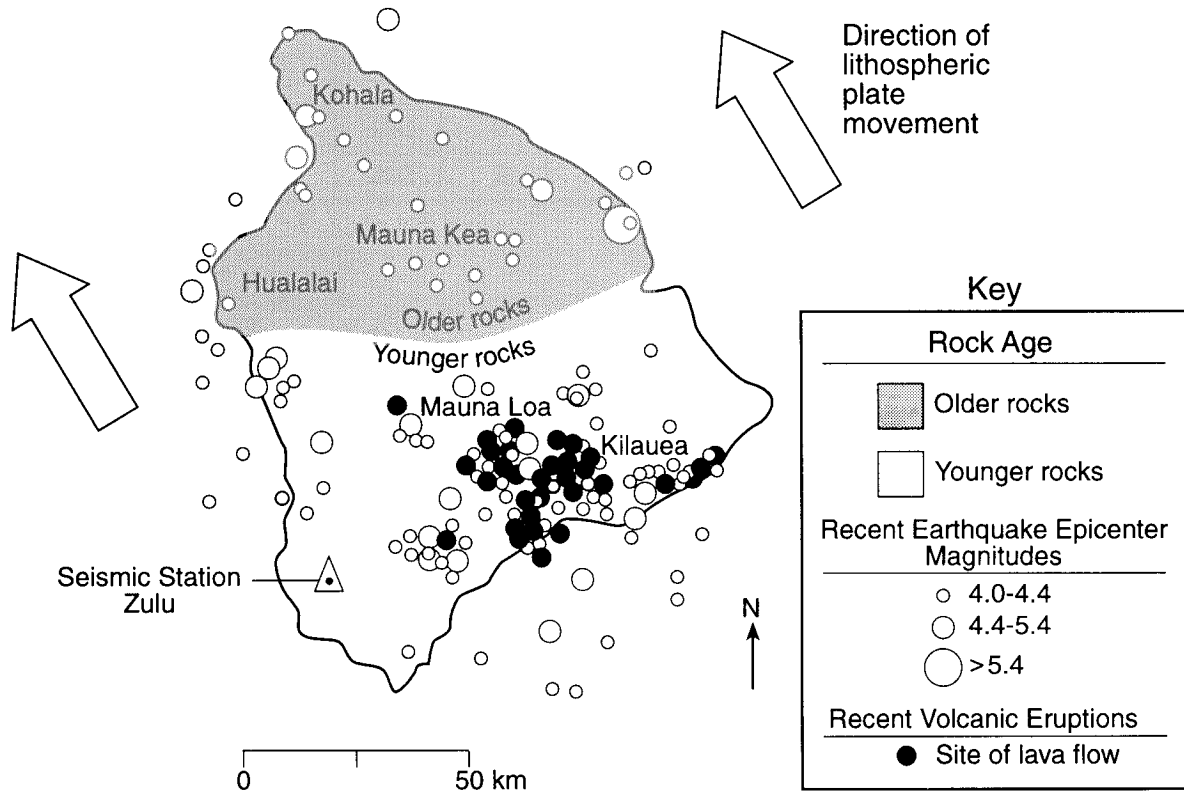 Direction of
lithospheric
plate
movement
Kohala
Mauna Kea
Hualalai
Older rocks
Younger rocks
Mauna Loa
Kilauea
Seismic Station
Zulu
N
0 50 km
Key
Rock Age
Older rocks
Younger rocks
Recent Earthquake Epicenter
Magnitudes
4.0-4.4
4.4-5.4
>5.4
Recent Volcanic Eruptions
Site of lava flow